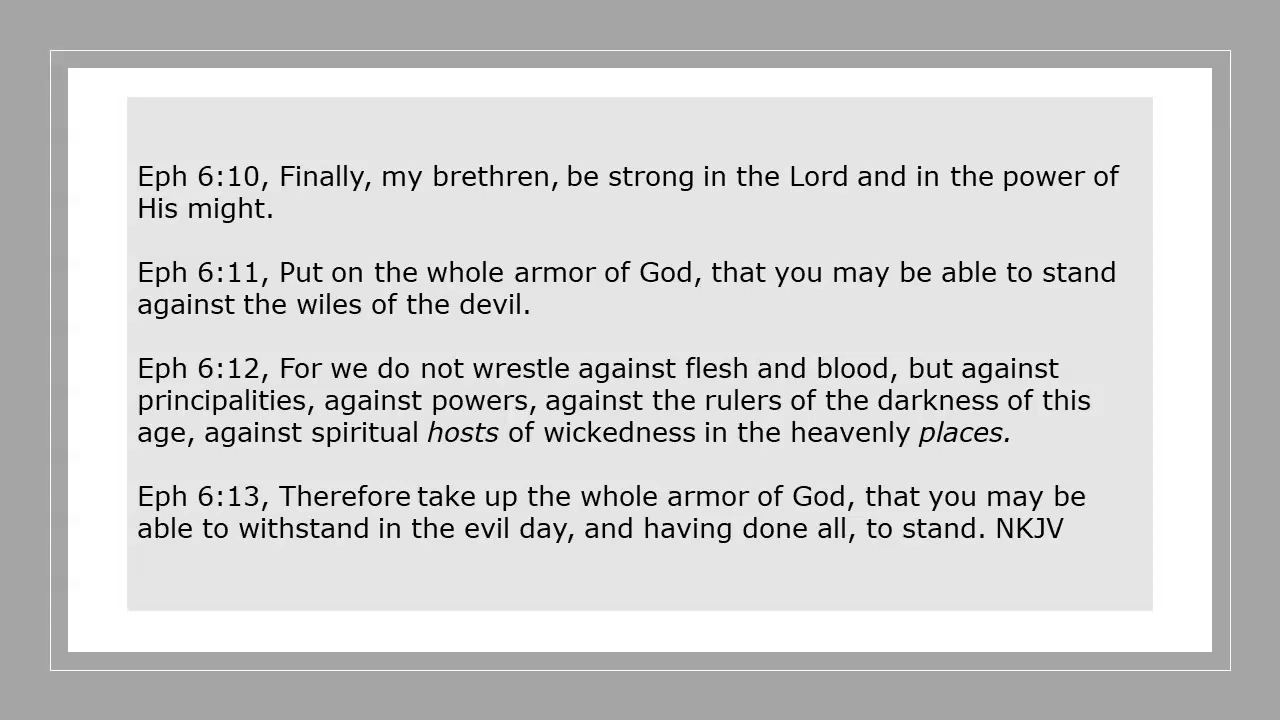 Eph 6:10, Finally, my brethren, be strong in the Lord and in the power of
His might.
Eph 6:11, Put on the whole armor of God, that you may be able to stand
against the wiles of the devil.
Eph 6:12, For we do not wrestle against flesh and blood, but against
principalities, against powers, against the rulers of the darkness of this
age, against spiritual hosts of wickedness in the heavenly places.
Eph 6:13, Therefore take up the whole armor of God, that you may be
able to withstand in the evil day, and having done all, to stand. NKJV